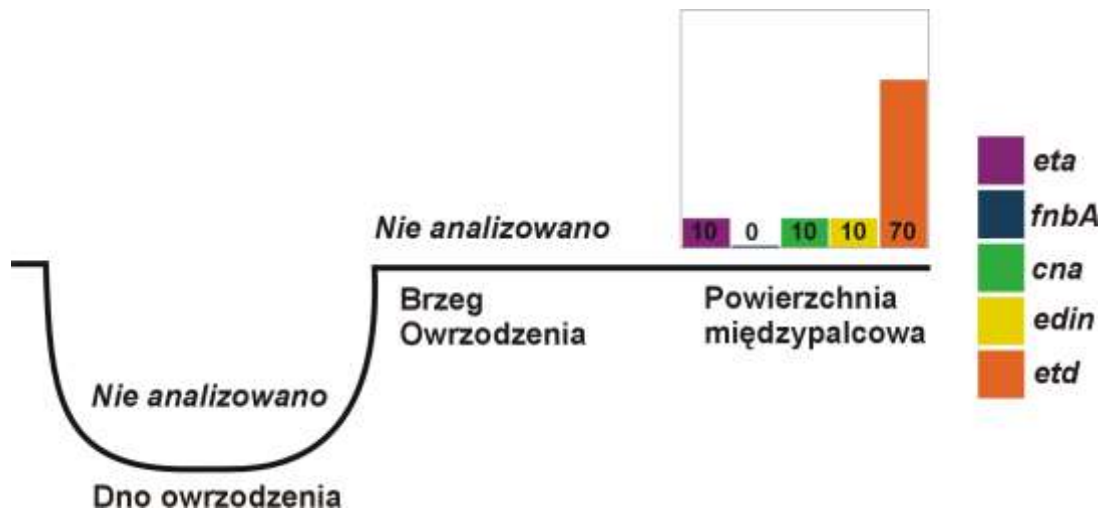 Nie analizowano
10 0 10 10 70
Brzeg
Owrzodzenia
Powierzchnia
międzypalcowa
Nie analizowano
Dno owrzodzenia
eta
fnbA
cna
edin
etd